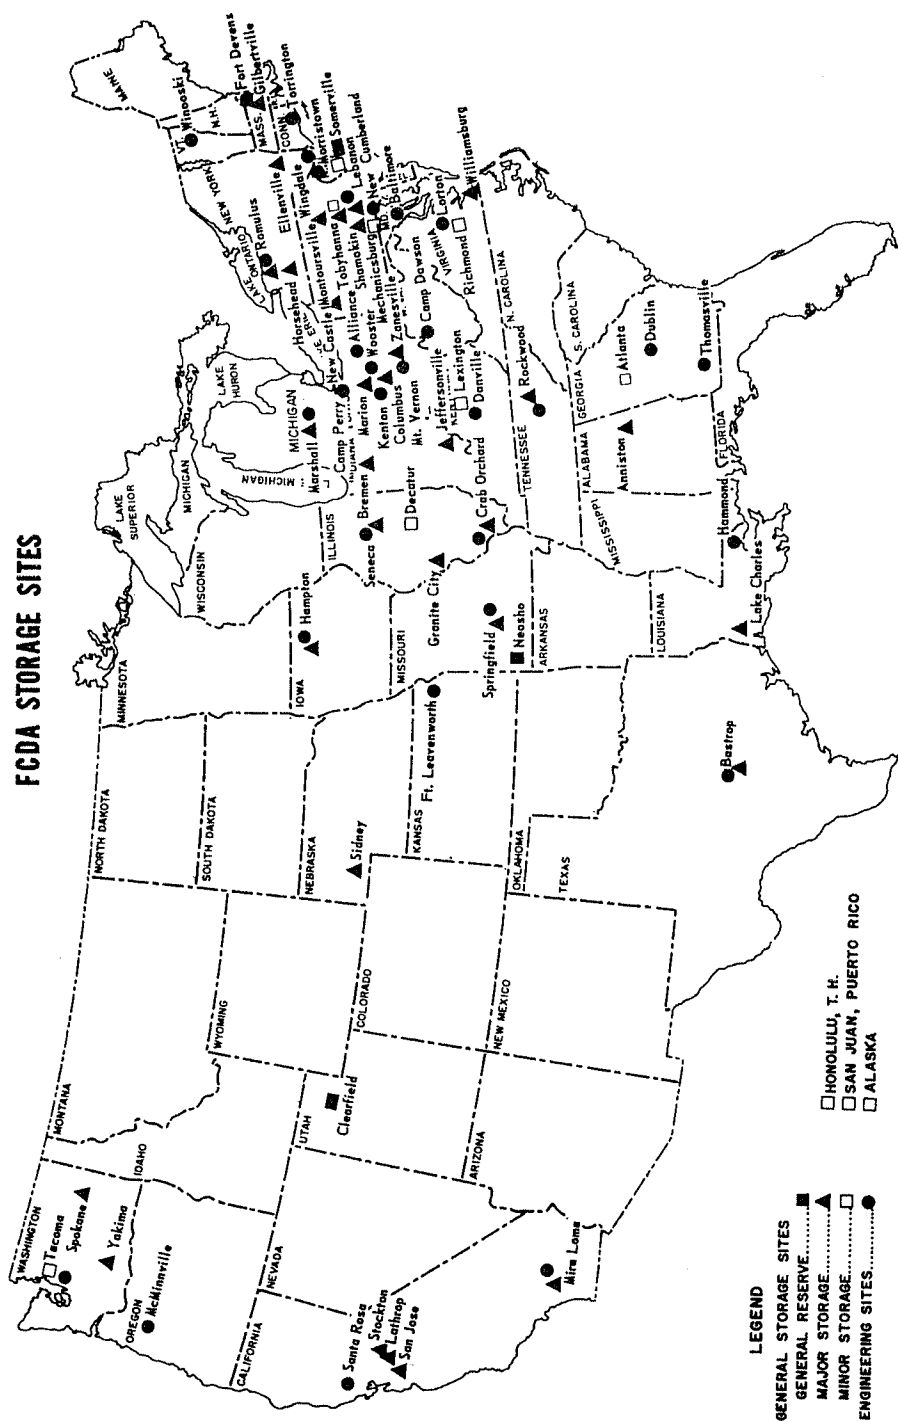 FCDA STORAGE SITES
WASHINGTON
Tacoma
Spokane
Yakima
OREGON
McMinnville
IDAHO
MONTANA
NORTH DAKOTA
SOUTH DAKOTA
MINNESOTA
WISCONSIN
LAKE SUPERIOR
MICHIGAN
LAKE HURON
MICHIGAN
L. MICHIGAN
Marshall
WYOMING
NEBRASKA
Sidney
IOWA
Hampton
ILLINOIS
Seneca
Decatur
Granite City
Crab Orchard
INDIANA
Bremen
Jeffersonville
CALIFORNIA
Santa Rosa
Stockton
Lathrop
San Jose
Mira Loma
NEVADA
UTAH
Clearfield
COLORADO
ARIZONA
NEW MEXICO
KANSAS
Ft. Leavenworth
MISSOURI
Springfield
Neosho
OKLAHOMA
TEXAS
Bastrop
ARKANSAS
LOUISIANA
Lake Charles
Hammond
MISSISSIPPI
ALABAMA
Anniston
TENNESSEE
Rockwood
GEORGIA
Atlanta
Dublin
Thomasville
FLORIDA
S. CAROLINA
N. CAROLINA
VIRGINIA
Richmond
Lorton
Williamsburg
Lexington
Danville
Camp Perry
Marion
Kenton
Columbus
Mt. Vernon
Zanesville
Wooster
Alliance
Camp Dawson
New Castle
Montoursville
Tobyhanna
Shamokin
Mechanicsburg
Lebanon
New Cumberland
MD.
Baltimore
Horsehead
LAKE ONTARIO
Romulus
NEW YORK
Ellenville
Wingdale
Morristown
Somerville
CONN.
Torrington
MASS.
Gilbertville
Fort Devens
N.H.
VT.
Winooski
MAINE
LEGEND
GENERAL STORAGE SITES
GENERAL RESERVE
MAJOR STORAGE
MINOR STORAGE
ENGINEERING SITES
HONOLULU, T. H.
SAN JUAN, PUERTO RICO
ALASKA